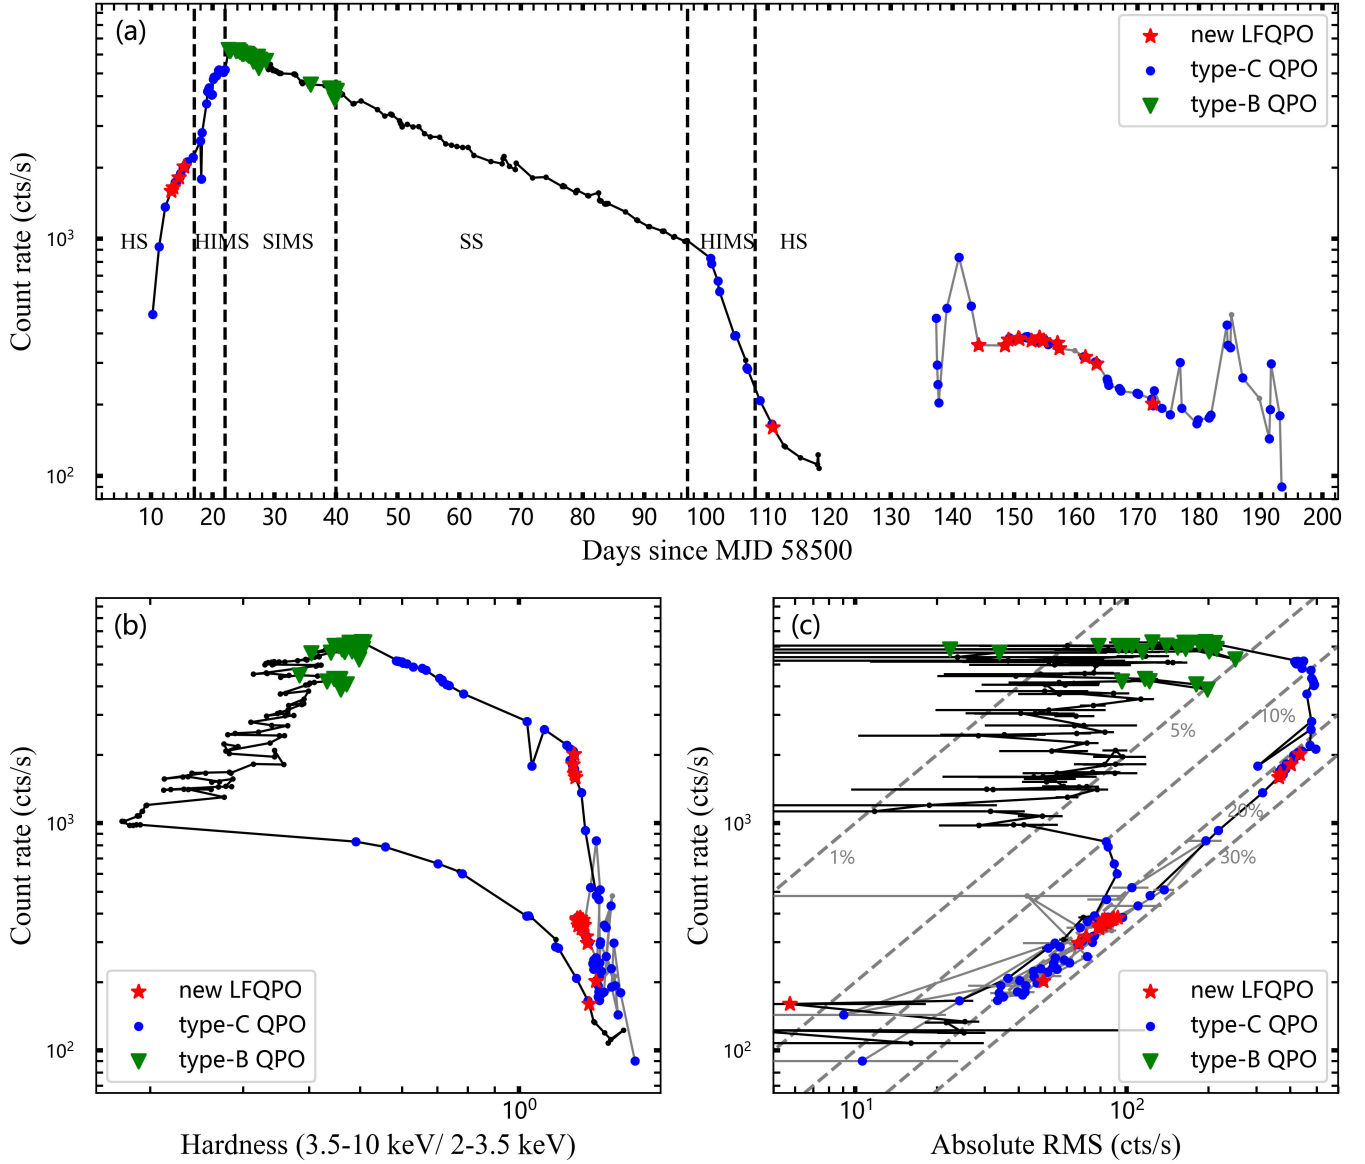 (a)
new LFQPO
type-C QPO
type-B QPO
Count rate (cts/s)
10³
10²
HS
HIMS
SIMS
SS
HIMS
HS
10 20 30 40 50 60 70 80 90 100 110 120 130 140 150 160 170 180 190 200
Days since MJD 58500
(b)
Count rate (cts/s)
10³
10²
new LFQPO
type-C QPO
type-B QPO
10⁰
Hardness (3.5-10 keV/ 2-3.5 keV)
(c)
Count rate (cts/s)
10³
10²
1%
5%
10%
20%
30%
new LFQPO
type-C QPO
type-B QPO
10¹ 10²
Absolute RMS (cts/s)